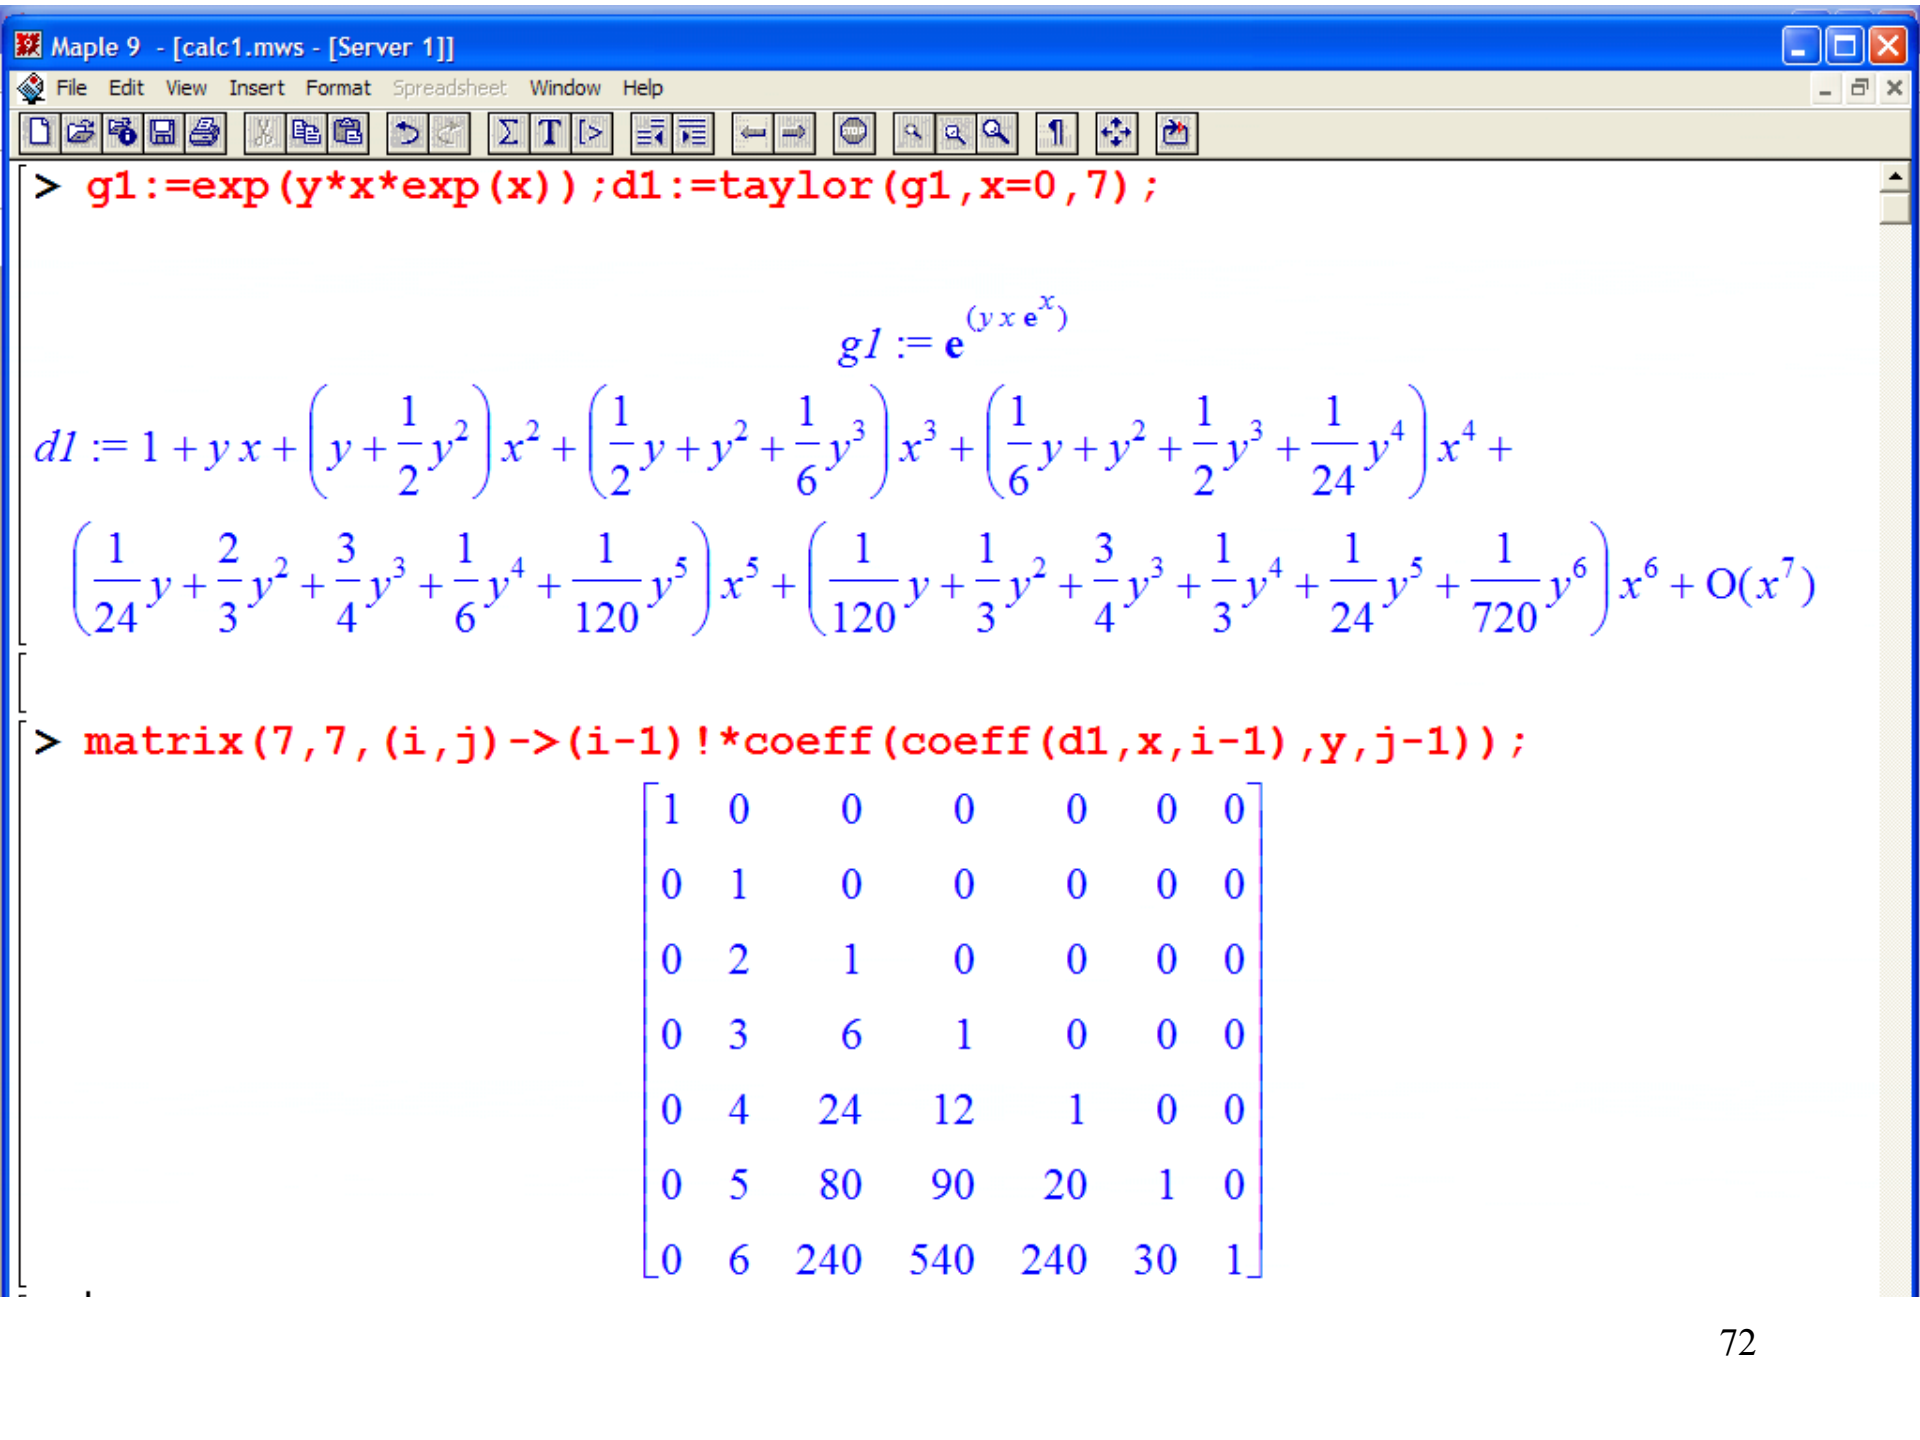 Maple 9 - [calc1.mws - [Server 1]]
File Edit View Insert Format Spreadsheet Window Help
> g1:=exp(y*x*exp(x));d1:=taylor(g1,x=0,7);
g1 := e^(y x e^x)
d1 := 1 + y x + (y + 1/2 y^2) x^2 + (1/2 y + y^2 + 1/6 y^3) x^3 + (1/6 y + y^2 + 1/2 y^3 + 1/24 y^4) x^4 +
(1/24 y + 2/3 y^2 + 3/4 y^3 + 1/6 y^4 + 1/120 y^5) x^5 + (1/120 y + 1/3 y^2 + 3/4 y^3 + 1/3 y^4 + 1/24 y^5 + 1/720 y^6) x^6 + O(x^7)
> matrix(7,7,(i,j)->(i-1)!*coeff(coeff(d1,x,i-1),y,j-1));
1 0 0 0 0 0 0
0 1 0 0 0 0 0
0 2 1 0 0 0 0
0 3 6 1 0 0 0
0 4 24 12 1 0 0
0 5 80 90 20 1 0
0 6 240 540 240 30 1
72